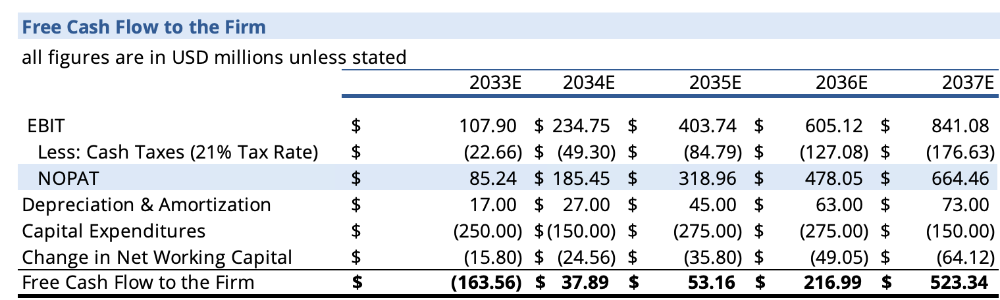 Free Cash Flow to the Firm
all figures are in USD millions unless stated
2033E 2034E 2035E 2036E 2037E
EBIT $ 107.90 $ 234.75 $ 403.74 $ 605.12 $ 841.08
Less: Cash Taxes (21% Tax Rate) $ (22.66) $ (49.30) $ (84.79) $ (127.08) $ (176.63)
NOPAT $ 85.24 $ 185.45 $ 318.96 $ 478.05 $ 664.46
Depreciation & Amortization $ 17.00 $ 27.00 $ 45.00 $ 63.00 $ 73.00
Capital Expenditures $ (250.00) $ (150.00) $ (275.00) $ (275.00) $ (150.00)
Change in Net Working Capital $ (15.80) $ (24.56) $ (35.80) $ (49.05) $ (64.12)
Free Cash Flow to the Firm $ (163.56) $ 37.89 $ 53.16 $ 216.99 $ 523.34